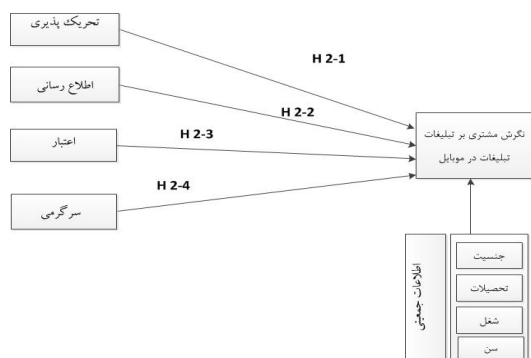 تحریک پذیری
H 2-1
اطلاع رسانی
H 2-2
نگرش مشتری بر تبلیغات
تبلیغات در موبایل
اعتبار
H 2-3
سرگرمی
H 2-4
اطلاعات جمعیتی
جنسیت
تحصیلات
شغل
سن